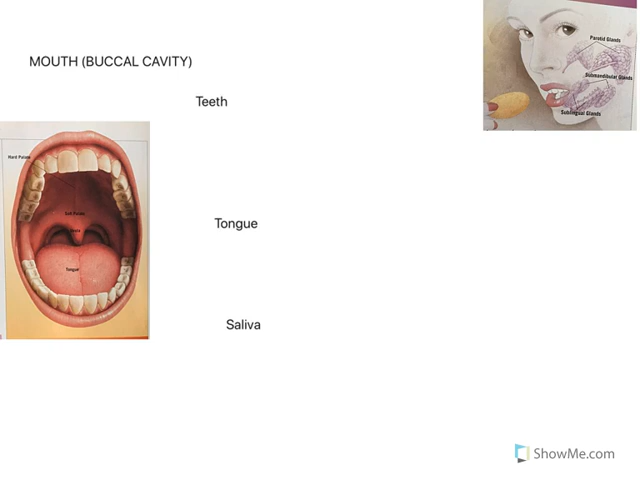 MOUTH (BUCCAL CAVITY)
Teeth
Tongue
Saliva
Parotid Glands
Submandibular Glands
Sublingual Glands
Hard Palate
Soft Palate
Tongue
ShowMe.com